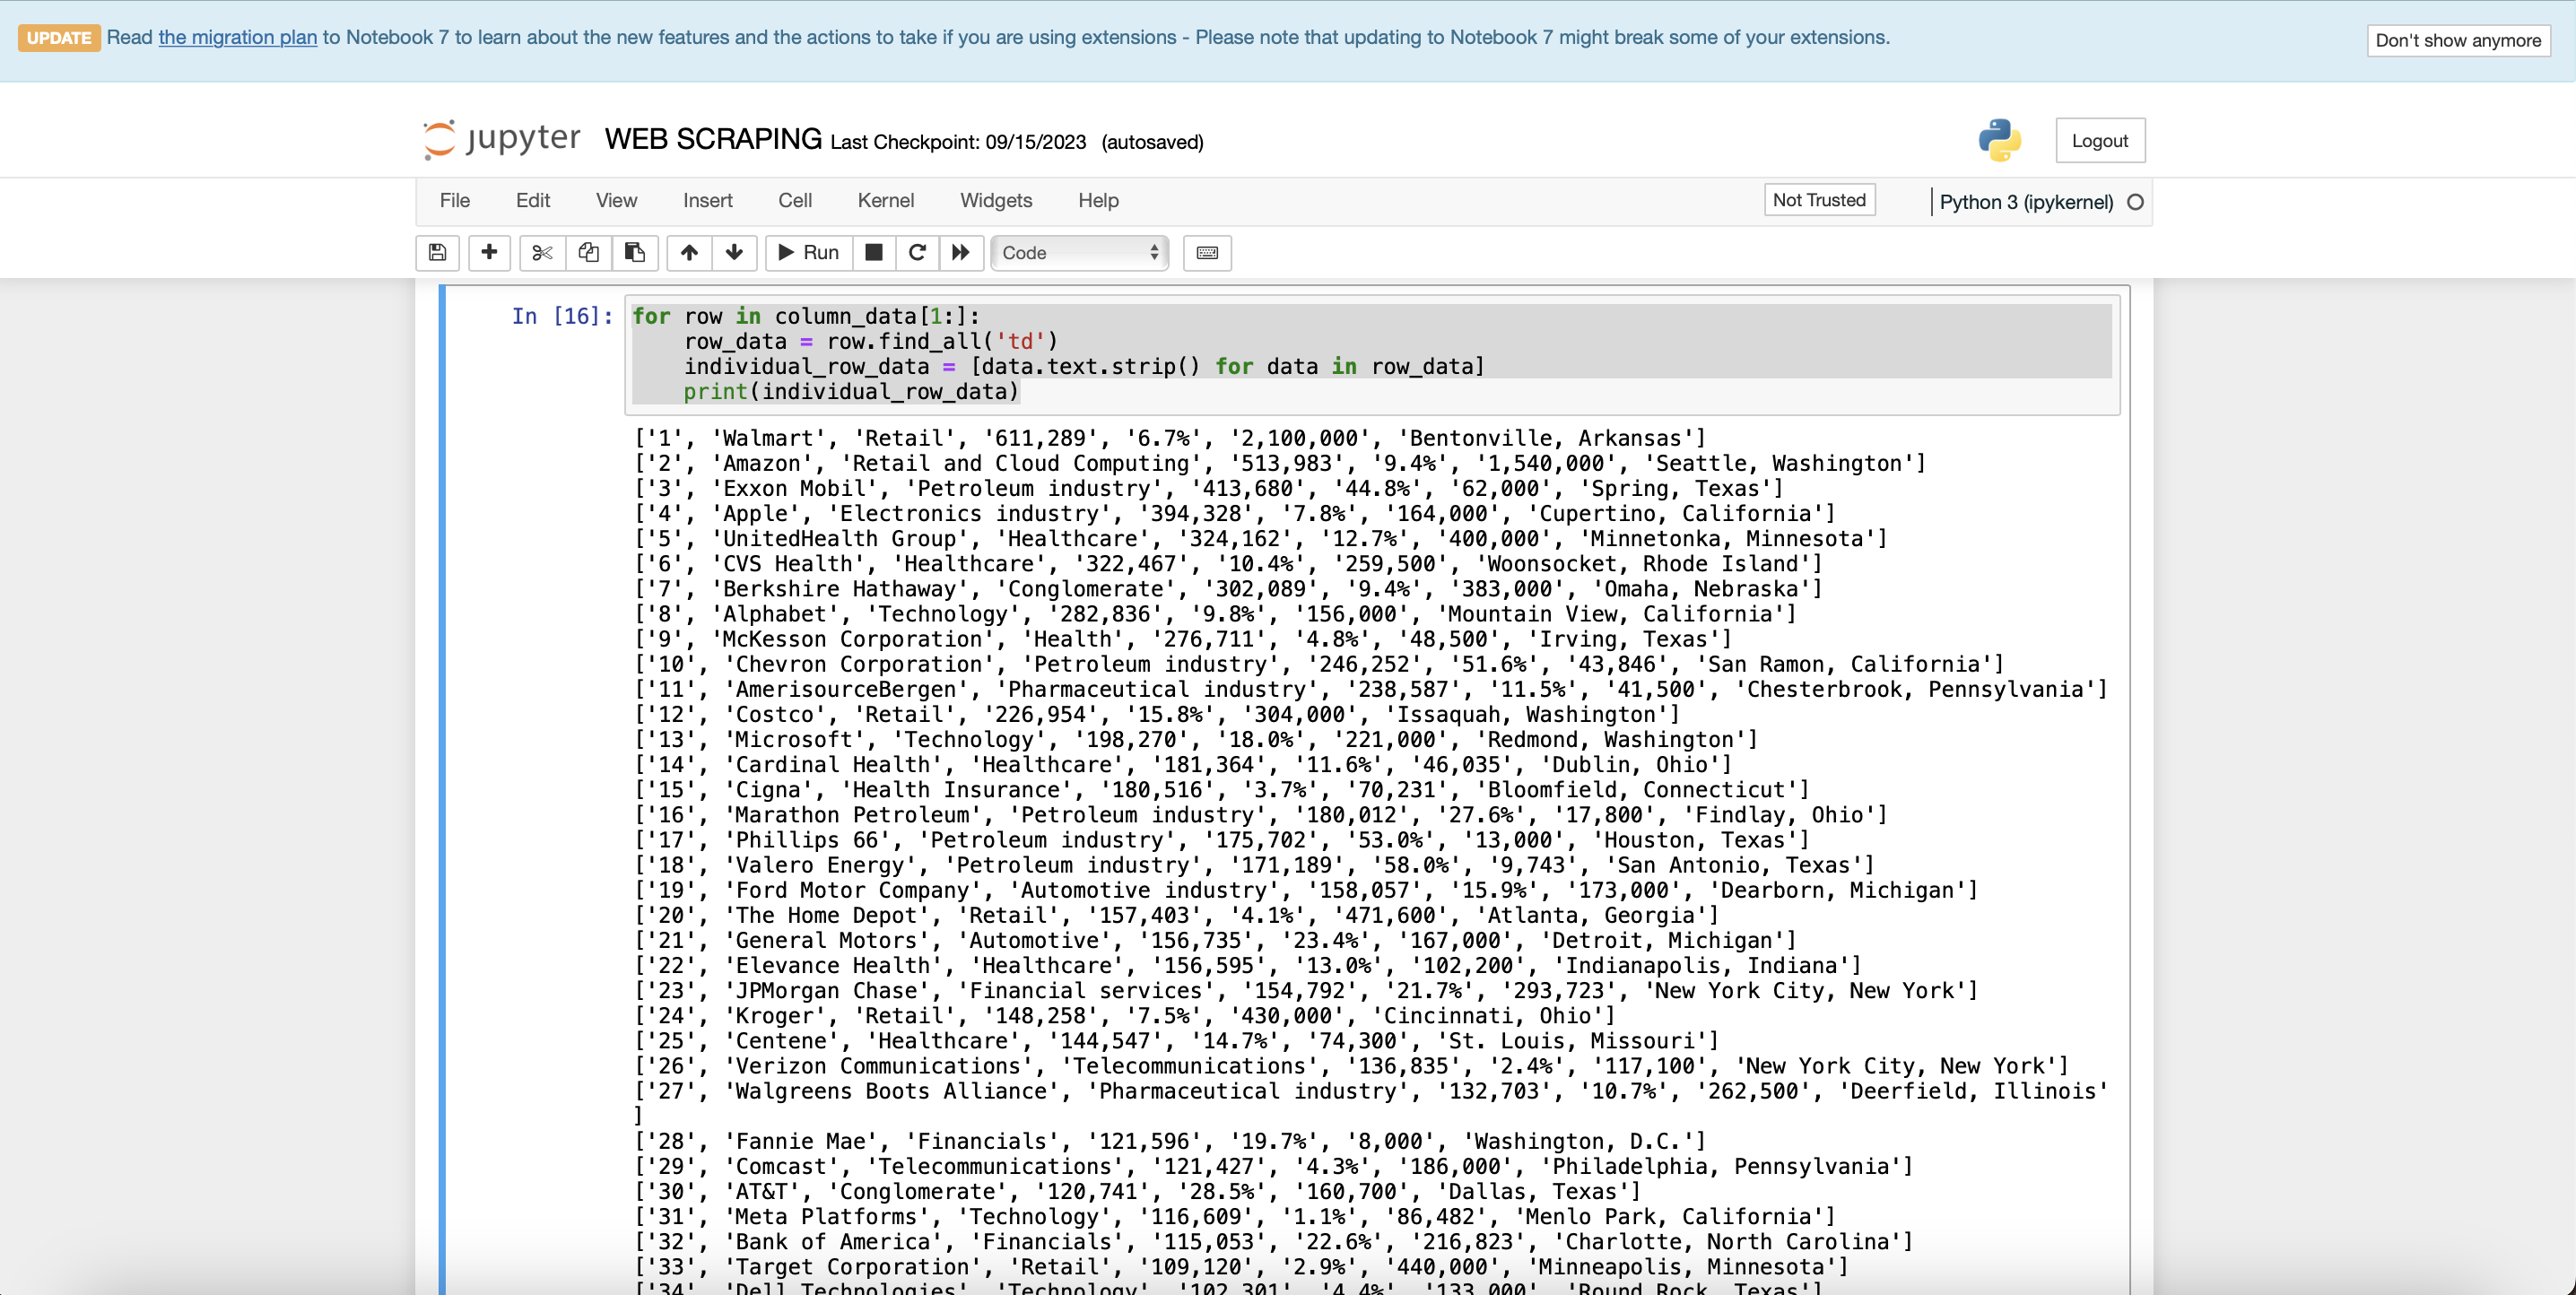 UPDATE Read the migration plan to Notebook 7 to learn about the new features and the actions to take if you are using extensions - Please note that updating to Notebook 7 might break some of your extensions.
Don't show anymore
jupyter WEB SCRAPING Last Checkpoint: 09/15/2023 (autosaved)
Logout
File Edit View Insert Cell Kernel Widgets Help
Not Trusted
Python 3 (ipykernel)
Run
Code
In [16]: for row in column_data[1:]:
    row_data = row.find_all('td')
    individual_row_data = [data.text.strip() for data in row_data]
    print(individual_row_data)
['1', 'Walmart', 'Retail', '611,289', '6.7%', '2,100,000', 'Bentonville, Arkansas']
['2', 'Amazon', 'Retail and Cloud Computing', '513,983', '9.4%', '1,540,000', 'Seattle, Washington']
['3', 'Exxon Mobil', 'Petroleum industry', '413,680', '44.8%', '62,000', 'Spring, Texas']
['4', 'Apple', 'Electronics industry', '394,328', '7.8%', '164,000', 'Cupertino, California']
['5', 'UnitedHealth Group', 'Healthcare', '324,162', '12.7%', '400,000', 'Minnetonka, Minnesota']
['6', 'CVS Health', 'Healthcare', '322,467', '10.4%', '259,500', 'Woonsocket, Rhode Island']
['7', 'Berkshire Hathaway', 'Conglomerate', '302,089', '9.4%', '383,000', 'Omaha, Nebraska']
['8', 'Alphabet', 'Technology', '282,836', '9.8%', '156,000', 'Mountain View, California']
['9', 'McKesson Corporation', 'Health', '276,711', '4.8%', '48,500', 'Irving, Texas']
['10', 'Chevron Corporation', 'Petroleum industry', '246,252', '51.6%', '43,846', 'San Ramon, California']
['11', 'AmerisourceBergen', 'Pharmaceutical industry', '238,587', '11.5%', '41,500', 'Chesterbrook, Pennsylvania']
['12', 'Costco', 'Retail', '226,954', '15.8%', '304,000', 'Issaquah, Washington']
['13', 'Microsoft', 'Technology', '198,270', '18.0%', '221,000', 'Redmond, Washington']
['14', 'Cardinal Health', 'Healthcare', '181,364', '11.6%', '46,035', 'Dublin, Ohio']
['15', 'Cigna', 'Health Insurance', '180,516', '3.7%', '70,231', 'Bloomfield, Connecticut']
['16', 'Marathon Petroleum', 'Petroleum industry', '180,012', '27.6%', '17,800', 'Findlay, Ohio']
['17', 'Phillips 66', 'Petroleum industry', '175,702', '53.0%', '13,000', 'Houston, Texas']
['18', 'Valero Energy', 'Petroleum industry', '171,189', '58.0%', '9,743', 'San Antonio, Texas']
['19', 'Ford Motor Company', 'Automotive industry', '158,057', '15.9%', '173,000', 'Dearborn, Michigan']
['20', 'The Home Depot', 'Retail', '157,403', '4.1%', '471,600', 'Atlanta, Georgia']
['21', 'General Motors', 'Automotive', '156,735', '23.4%', '167,000', 'Detroit, Michigan']
['22', 'Elevance Health', 'Healthcare', '156,595', '13.0%', '102,200', 'Indianapolis, Indiana']
['23', 'JPMorgan Chase', 'Financial services', '154,792', '21.7%', '293,723', 'New York City, New York']
['24', 'Kroger', 'Retail', '148,258', '7.5%', '430,000', 'Cincinnati, Ohio']
['25', 'Centene', 'Healthcare', '144,547', '14.7%', '74,300', 'St. Louis, Missouri']
['26', 'Verizon Communications', 'Telecommunications', '136,835', '2.4%', '117,100', 'New York City, New York']
['27', 'Walgreens Boots Alliance', 'Pharmaceutical industry', '132,703', '10.7%', '262,500', 'Deerfield, Illinois'
]
['28', 'Fannie Mae', 'Financials', '121,596', '19.7%', '8,000', 'Washington, D.C.']
['29', 'Comcast', 'Telecommunications', '121,427', '4.3%', '186,000', 'Philadelphia, Pennsylvania']
['30', 'AT&T', 'Conglomerate', '120,741', '28.5%', '160,700', 'Dallas, Texas']
['31', 'Meta Platforms', 'Technology', '116,609', '1.1%', '86,482', 'Menlo Park, California']
['32', 'Bank of America', 'Financials', '115,053', '22.6%', '216,823', 'Charlotte, North Carolina']
['33', 'Target Corporation', 'Retail', '109,120', '2.9%', '440,000', 'Minneapolis, Minnesota']
['34', 'Dell Technologies', 'Technology', '102,301', '4.4%', '133,000', 'Round Rock, Texas']